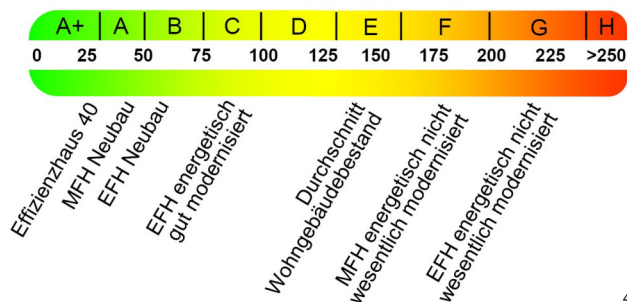 A+ A B C D E F G H
0 25 50 75 100 125 150 175 200 225 >250
Effizienzhaus 40
MFH Neubau
EFH Neubau
EFH energetisch
gut modernisiert
Durchschnitt
Wohngebäudebestand
MFH energetisch nicht
wesentlich modernisiert
EFH energetisch nicht
wesentlich modernisiert